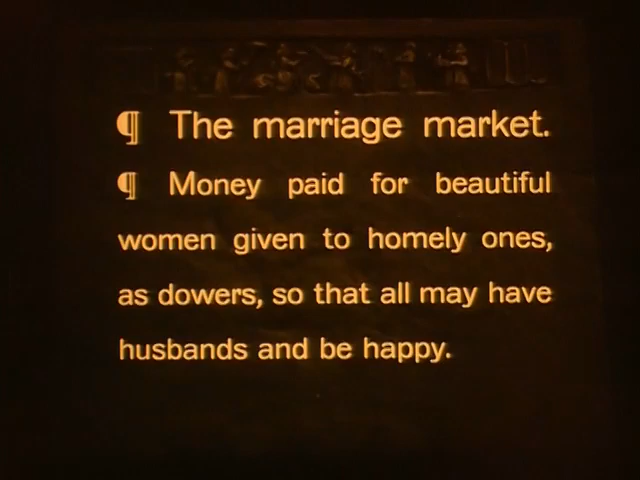 ¶ The marriage market.
¶ Money paid for beautiful
women given to homely ones,
as dowers, so that all may have
husbands and be happy.